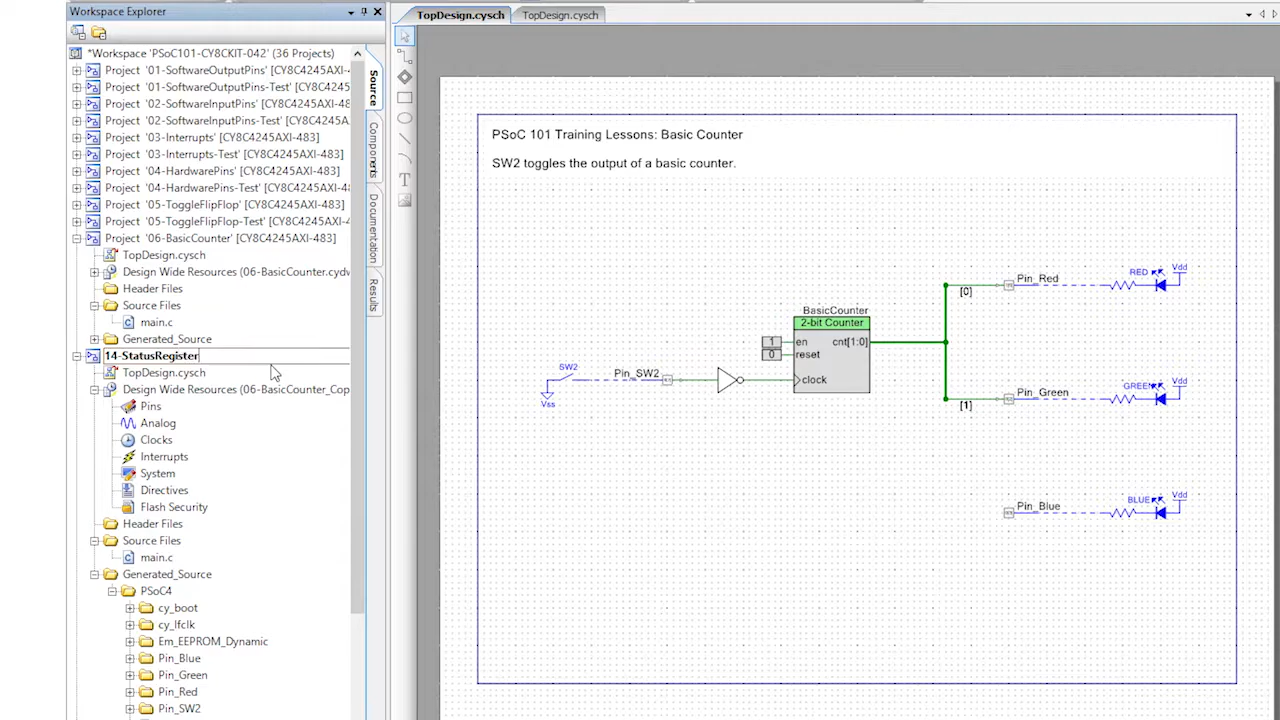 Workspace Explorer
*Workspace 'PSoC101-CY8CKIT-042' (36 Projects)
Project '01-SoftwareOutputPins' [CY8C4245AXI-4
Project '01-SoftwareOutputPins-Test' [CY8C4245
Project '02-SoftwareInputPins' [CY8C4245AXI-48
Project '02-SoftwareInputPins-Test' [CY8C4245A
Project '03-Interrupts' [CY8C4245AXI-483]
Project '03-Interrupts-Test' [CY8C4245AXI-483]
Project '04-HardwarePins' [CY8C4245AXI-483]
Project '04-HardwarePins-Test' [CY8C4245AXI-48
Project '05-ToggleFlipFlop' [CY8C4245AXI-483]
Project '05-ToggleFlipFlop-Test' [CY8C4245AXI-4
Project '06-BasicCounter' [CY8C4245AXI-483]
TopDesign.cysch
Design Wide Resources (06-BasicCounter.cydw
Header Files
Source Files
main.c
Generated_Source
14-StatusRegister
TopDesign.cysch
Design Wide Resources (06-BasicCounter_Cop
Pins
Analog
Clocks
Interrupts
System
Directives
Flash Security
Header Files
Source Files
main.c
Generated_Source
PSoC4
cy_boot
cy_lfclk
Em_EEPROM_Dynamic
Pin_Blue
Pin_Green
Pin_Red
Pin_SW2
Source
Components
Documentation
Results
TopDesign.cysch
TopDesign.cysch
T
PSoC 101 Training Lessons: Basic Counter
SW2 toggles the output of a basic counter.
SW2
Vss
Pin_SW2
BasicCounter
2-bit Counter
1
en
cnt[1:0]
0
reset
clock
[0]
Pin_Red
RED
Vdd
[1]
Pin_Green
GREEN
Vdd
Pin_Blue
BLUE
Vdd